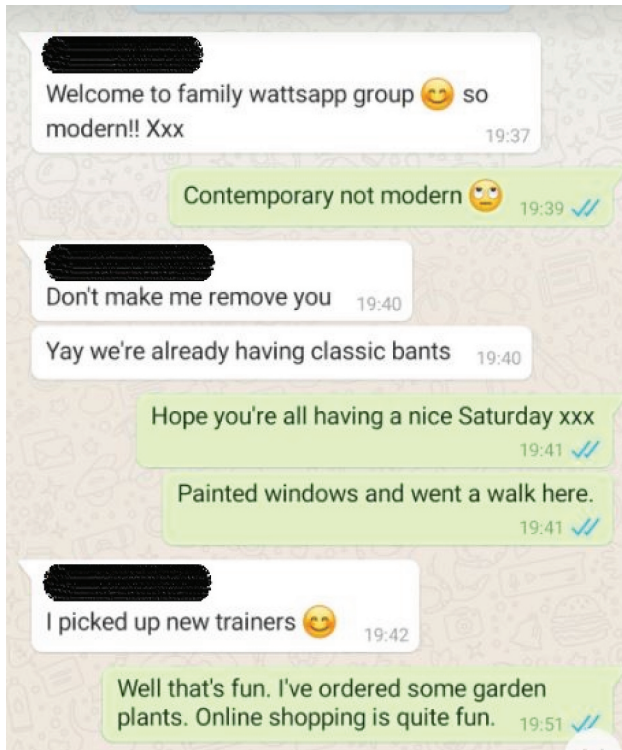 Welcome to family wattsapp group 😊 so
modern!! Xxx
19:37
Contemporary not modern 🙄
19:39
Don't make me remove you
19:40
Yay we're already having classic bants
19:40
Hope you're all having a nice Saturday xxx
19:41
Painted windows and went a walk here.
19:41
I picked up new trainers 😊
19:42
Well that's fun. I've ordered some garden
plants. Online shopping is quite fun.
19:51